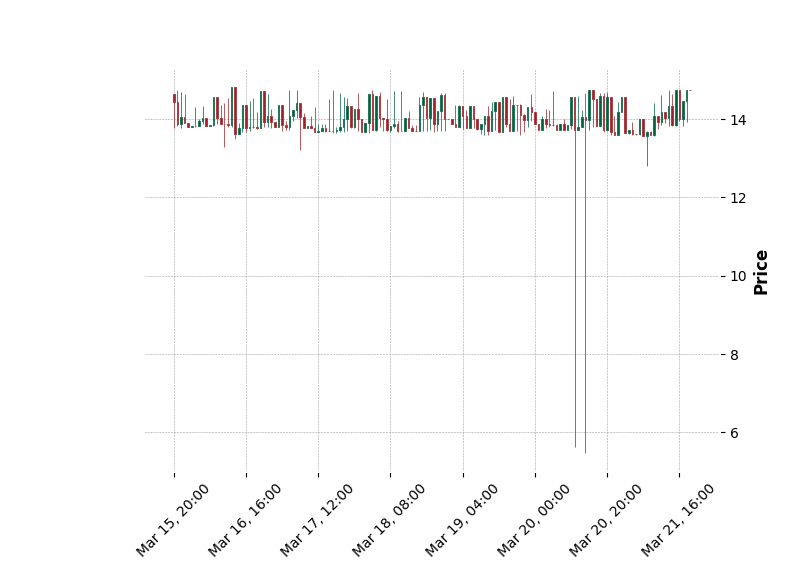 14
12
10
8
6
Price
Mar 15, 20:00
Mar 16, 16:00
Mar 17, 12:00
Mar 18, 08:00
Mar 19, 04:00
Mar 20, 00:00
Mar 20, 20:00
Mar 21, 16:00